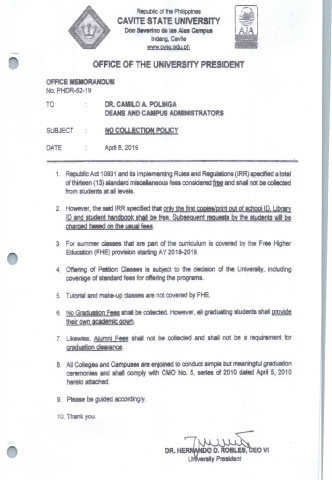 Republic of the Philippines
CAVITE STATE UNIVERSITY
Don Severino de las Alas Campus
Indang, Cavite
www.cvsu.edu.ph
OFFICE OF THE UNIVERSITY PRESIDENT
OFFICE MEMORANDUM
No. PHDR-52-19
TO : DR. CAMILO A. POLINGA
DEANS AND CAMPUS ADMINISTRATORS
SUBJECT : NO COLLECTION POLICY
DATE : April 8, 2019
1. Republic Act 10931 and its Implementing Rules and Regulations (IRR) specified a total
of thirteen (13) standard miscellaneous fees considered free and shall not be collected
from students at all levels.
2. However, the said IRR specified that only the first copies/print out of school ID, Library
ID and student handbook shall be free. Subsequent requests by the students will be
charged based on the usual fees.
3. For summer classes that are part of the curriculum is covered by the Free Higher
Education (FHE) provision starting AY 2018-2019.
4. Offering of Petition Classes is subject to the decision of the University, including
coverage of standard fees for offering the programs.
5. Tutorial and make-up classes are not covered by FHE.
6. No Graduation Fees shall be collected. However, all graduating students shall provide
their own academic gown.
7. Likewise, Alumni Fees shall not be collected and shall not be a requirement for
graduation clearance.
8. All Colleges and Campuses are enjoined to conduct simple but meaningful graduation
ceremonies and shall comply with CMO No. 5, series of 2010 dated April 5, 2010
hereto attached.
9. Please be guided accordingly.
10. Thank you.
DR. HERNANDO D. ROBLES, CEO VI
University President